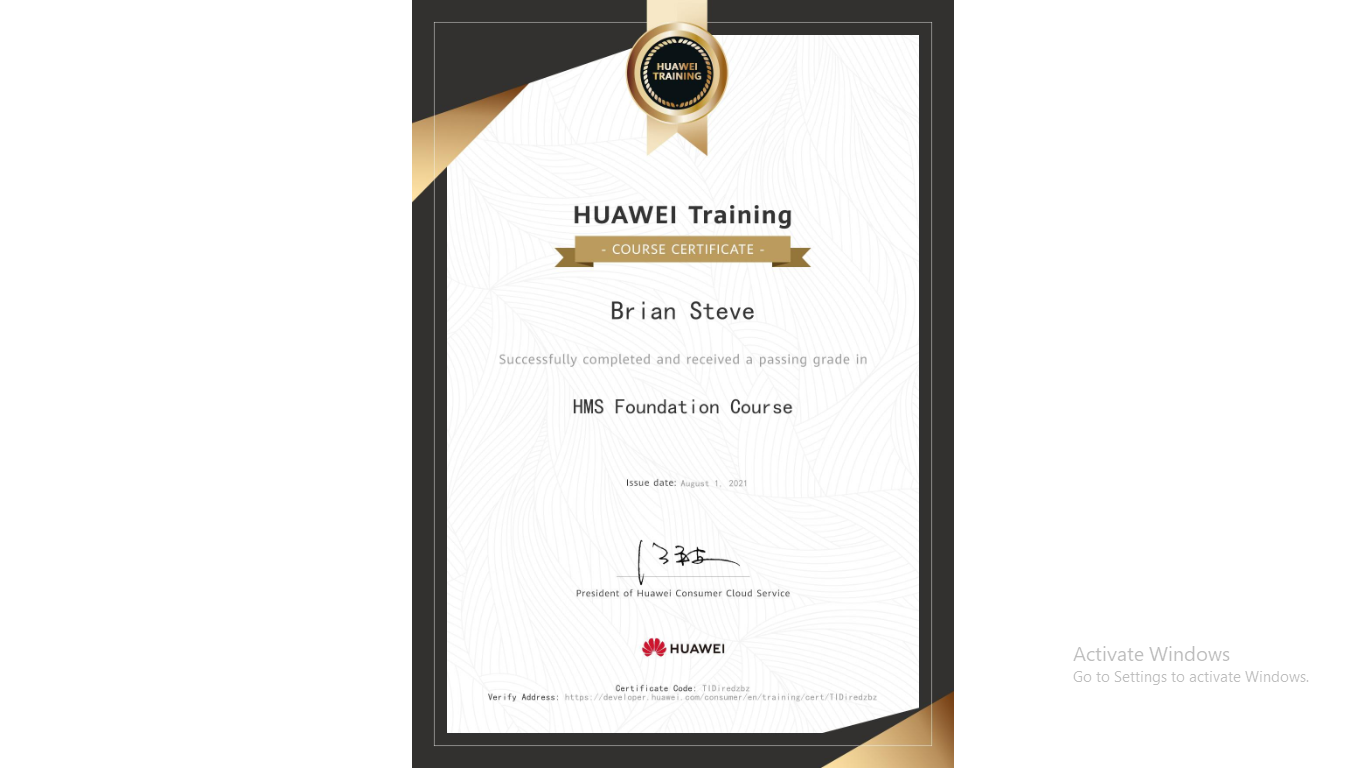 HUAWEI
TRAINING
HUAWEI Training
- COURSE CERTIFICATE -
Brian Steve
Successfully completed and received a passing grade in
HMS Foundation Course
Issue date: August 1, 2021
President of Huawei Consumer Cloud Service
HUAWEI
Certificate Code: TIDiredzbz
Verify Address: https://developer.huawei.com/consumer/en/training/cert/TIDiredzbz
Activate Windows
Go to Settings to activate Windows.